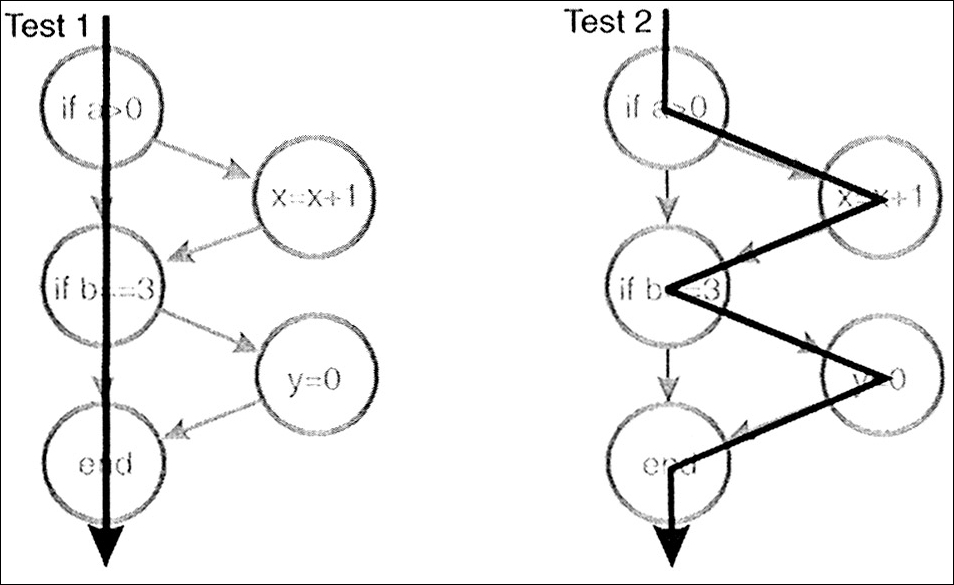 Test 1
if a>0
x=x+1
if b==3
y=0
end
Test 2
if a>0
x=x+1
if b==3
y=0
end